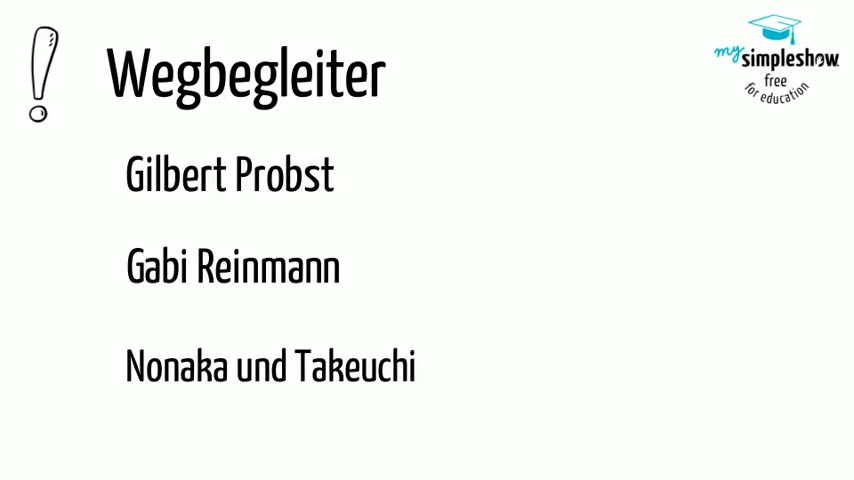 Wegbegleiter
Gilbert Probst
Gabi Reinmann
Nonaka und Takeuchi
my simpleshow
free
for education